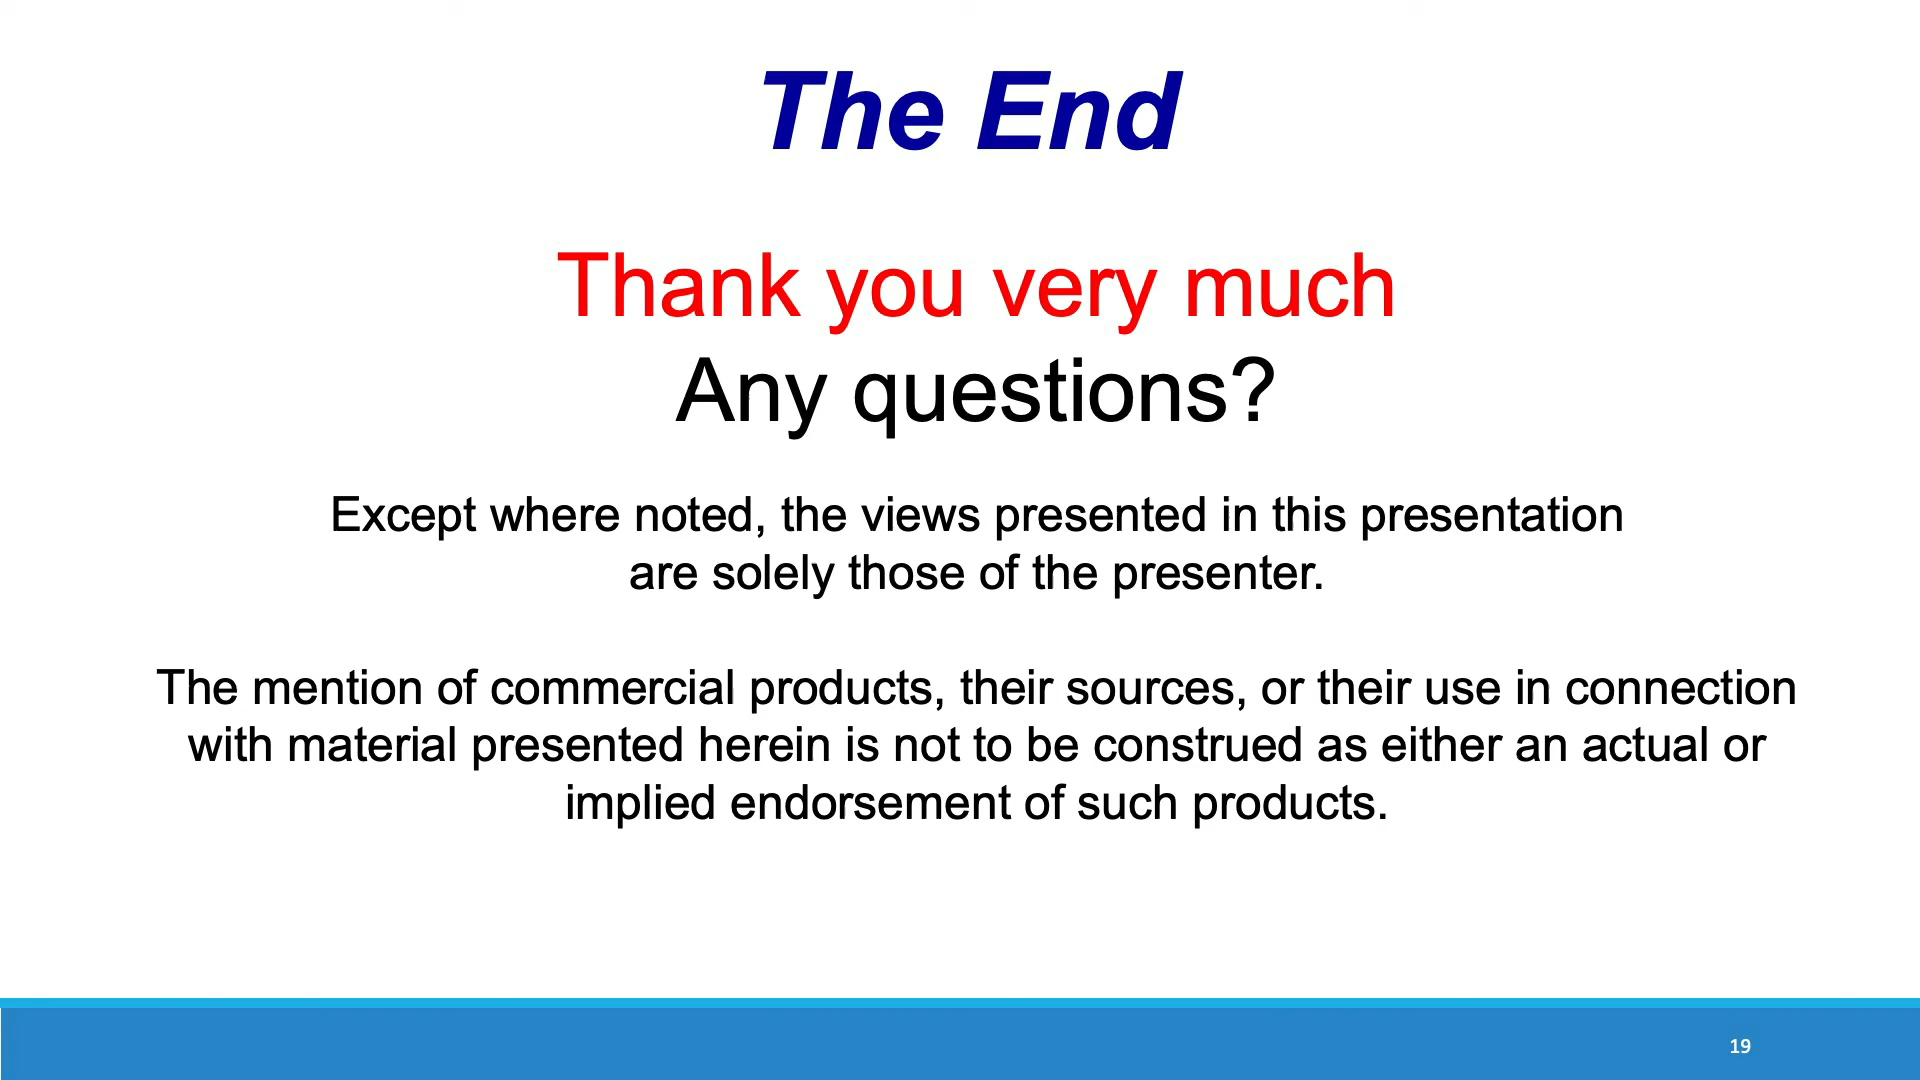 The End
Thank you very much
Any questions?
Except where noted, the views presented in this presentation
are solely those of the presenter.
The mention of commercial products, their sources, or their use in connection
with material presented herein is not to be construed as either an actual or
implied endorsement of such products.
19